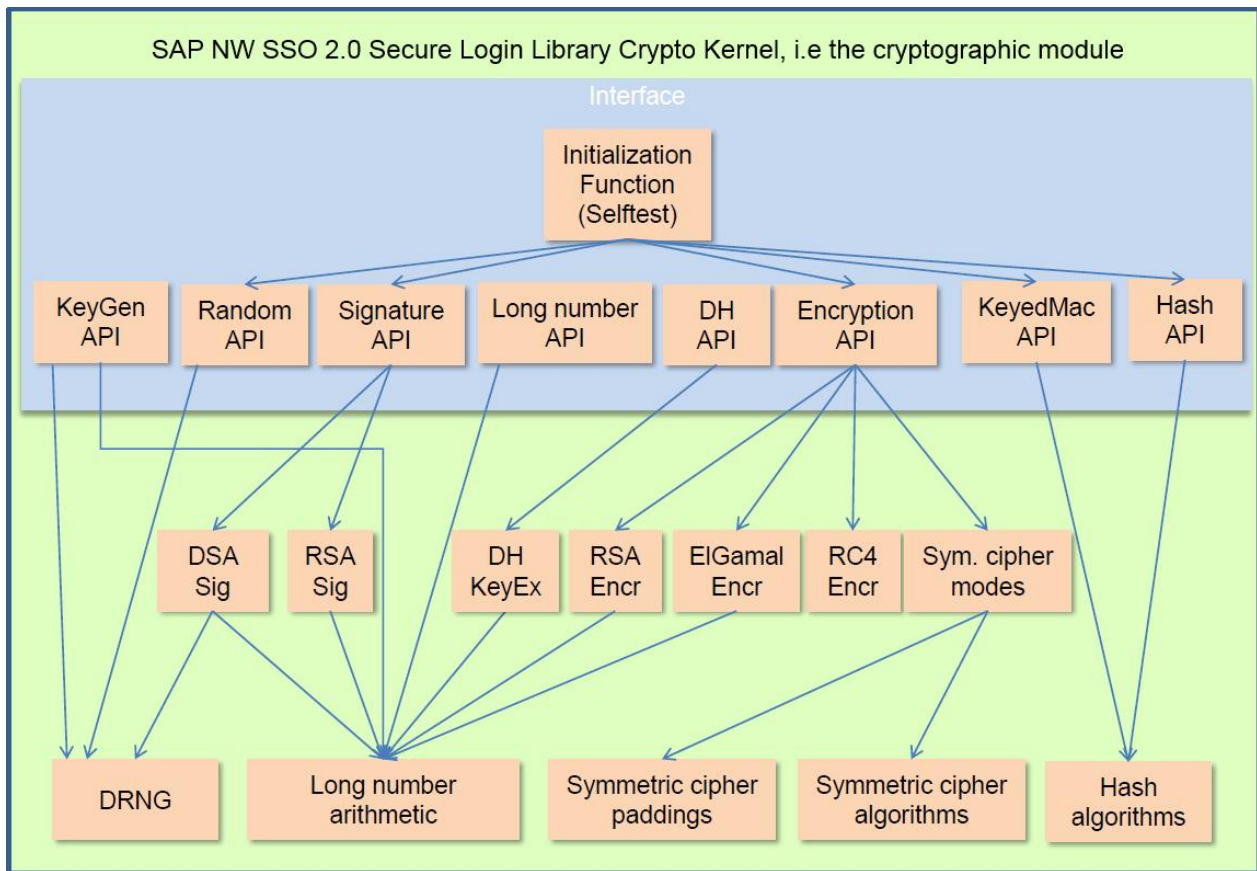 SAP NW SSO 2.0 Secure Login Library Crypto Kernel, i.e the cryptographic module
Interface
Initialization
Function
(Selftest)
KeyGen
API
Random
API
Signature
API
Long number
API
DH
API
Encryption
API
KeyedMac
API
Hash
API
DSA
Sig
RSA
Sig
DH
KeyEx
RSA
Encr
ElGamal
Encr
RC4
Encr
Sym. cipher
modes
DRNG
Long number
arithmetic
Symmetric cipher
paddings
Symmetric cipher
algorithms
Hash
algorithms